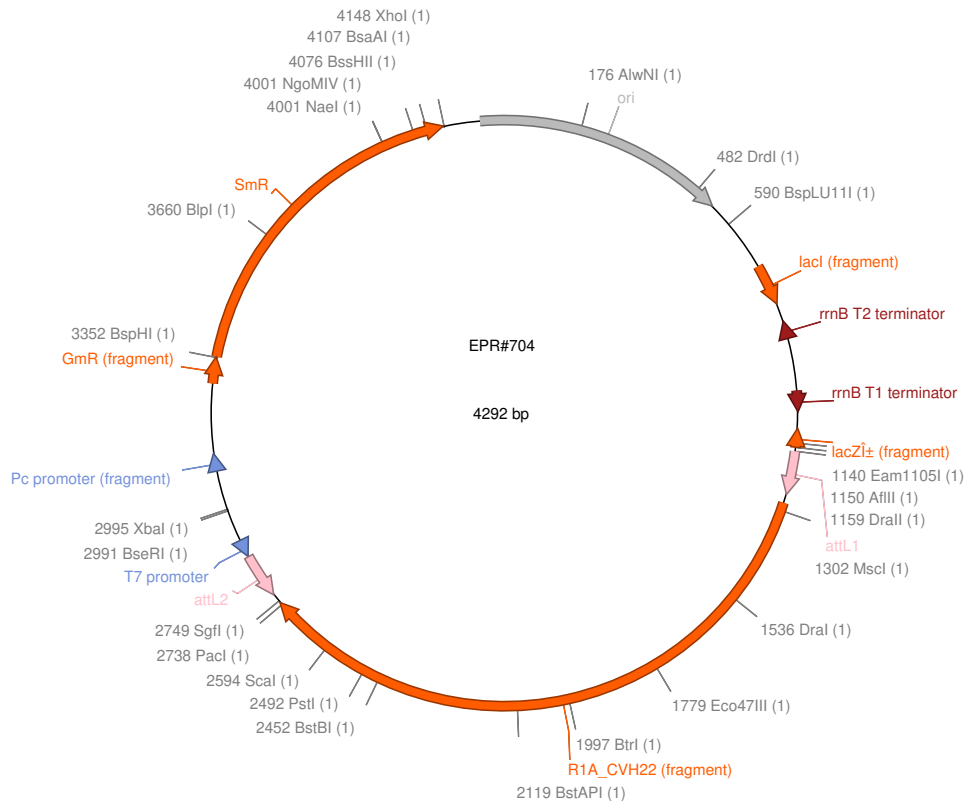 4148 XhoI (1)
4107 BsaAI (1)
4076 BssHII (1)
4001 NgoMIV (1)
4001 NaeI (1)
176 AlwNI (1)
ori
482 DrdI (1)
590 BspLU11I (1)
SmR
3660 BlpI (1)
lacI (fragment)
rrnB T2 terminator
3352 BspHI (1)
GmR (fragment)
EPR#704
4292 bp
rrnB T1 terminator
lacZÎ± (fragment)
1140 Eam1105I (1)
1150 AflII (1)
1159 DraII (1)
attL1
1302 MscI (1)
Pc promoter (fragment)
2995 XbaI (1)
2991 BseRI (1)
T7 promoter
attL2
2749 SgfI (1)
2738 PacI (1)
2594 ScaI (1)
2492 PstI (1)
2452 BstBI (1)
1536 DraI (1)
1779 Eco47III (1)
1997 BtrI (1)
R1A_CVH22 (fragment)
2119 BstAPI (1)